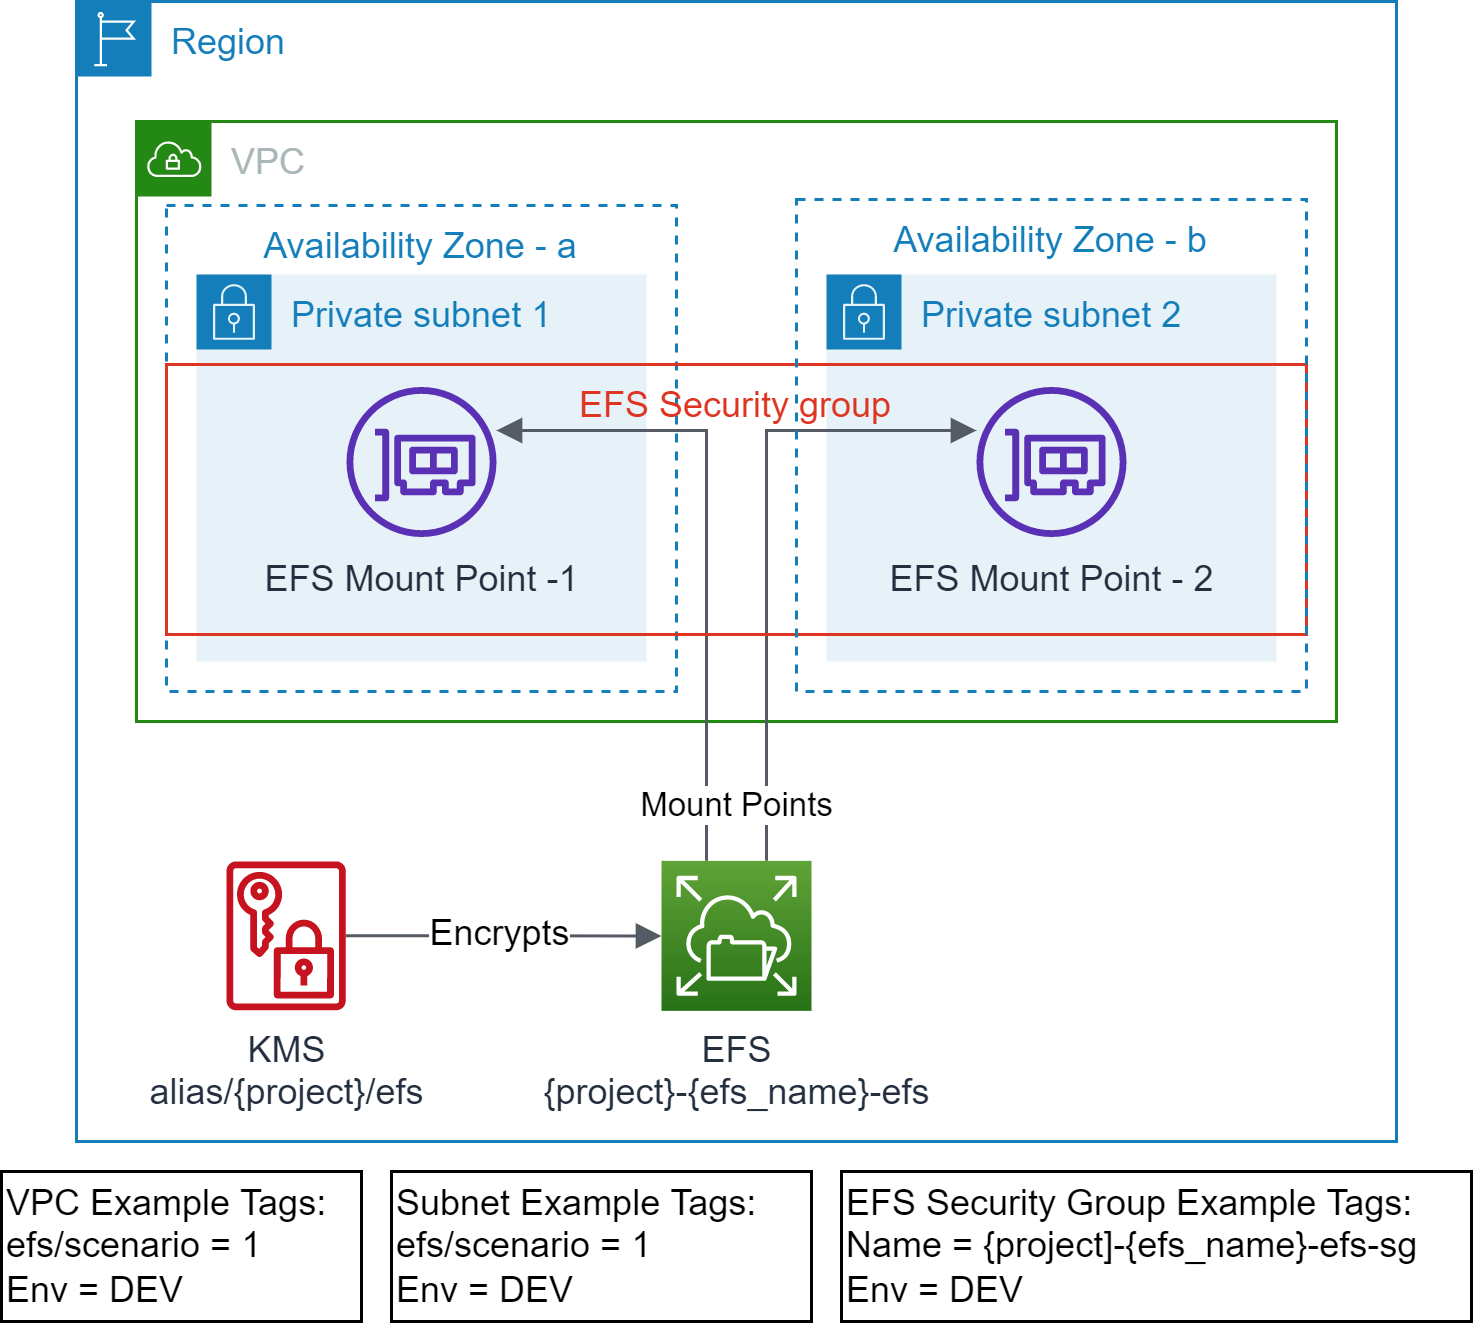 Region
VPC
Availability Zone - a
Availability Zone - b
Private subnet 1
Private subnet 2
EFS Security group
EFS Mount Point -1
EFS Mount Point - 2
Mount Points
Encrypts
KMS
alias/{project}/efs
EFS
{project}-{efs_name}-efs
VPC Example Tags:
efs/scenario = 1
Env = DEV
Subnet Example Tags:
efs/scenario = 1
Env = DEV
EFS Security Group Example Tags:
Name = {project]-{efs_name}-efs-sg
Env = DEV